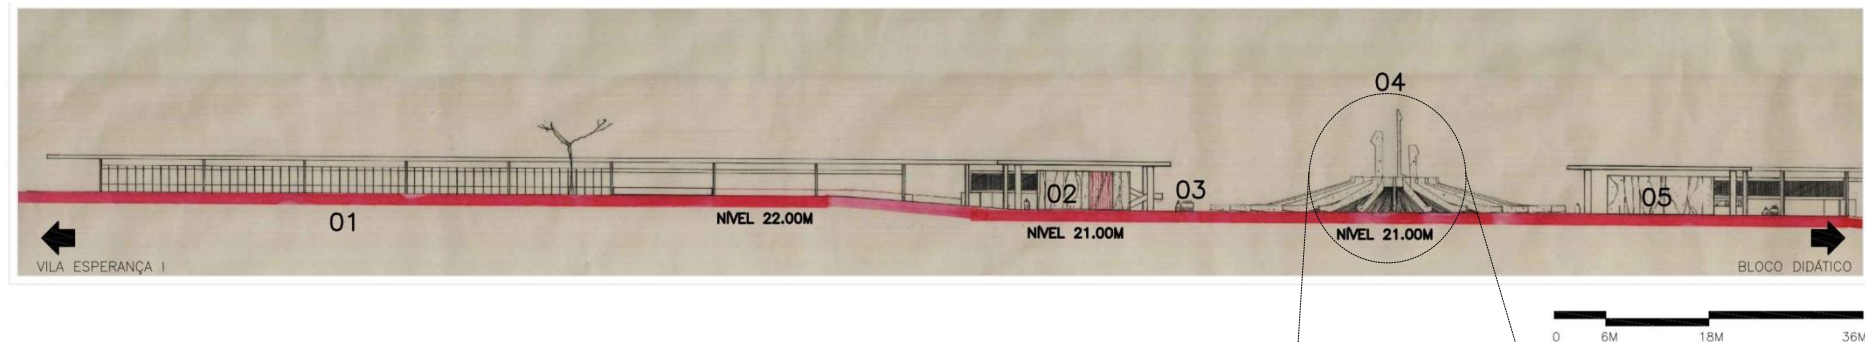 04
02
03
05
01
NÍVEL 22.00M
NÍVEL 21.00M
NÍVEL 21.00M
VILA ESPERANÇA I
BLOCO DIDÁTICO
0 6M 18M 36M